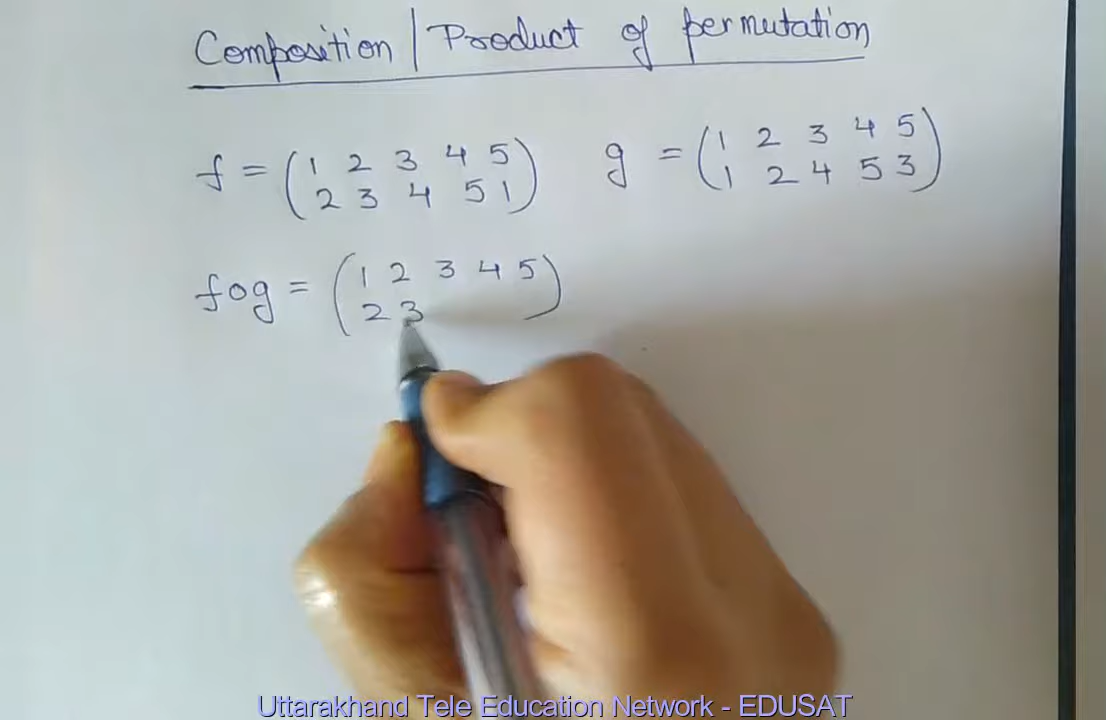 Composition / Product of permutation
f = (1 2 3 4 5) g = (1 2 3 4 5)
(2 3 4 5 1) (1 2 4 5 3)
fog = (1 2 3 4 5)
(2 3 )
Uttarakhand Tele Education Network - EDUSAT